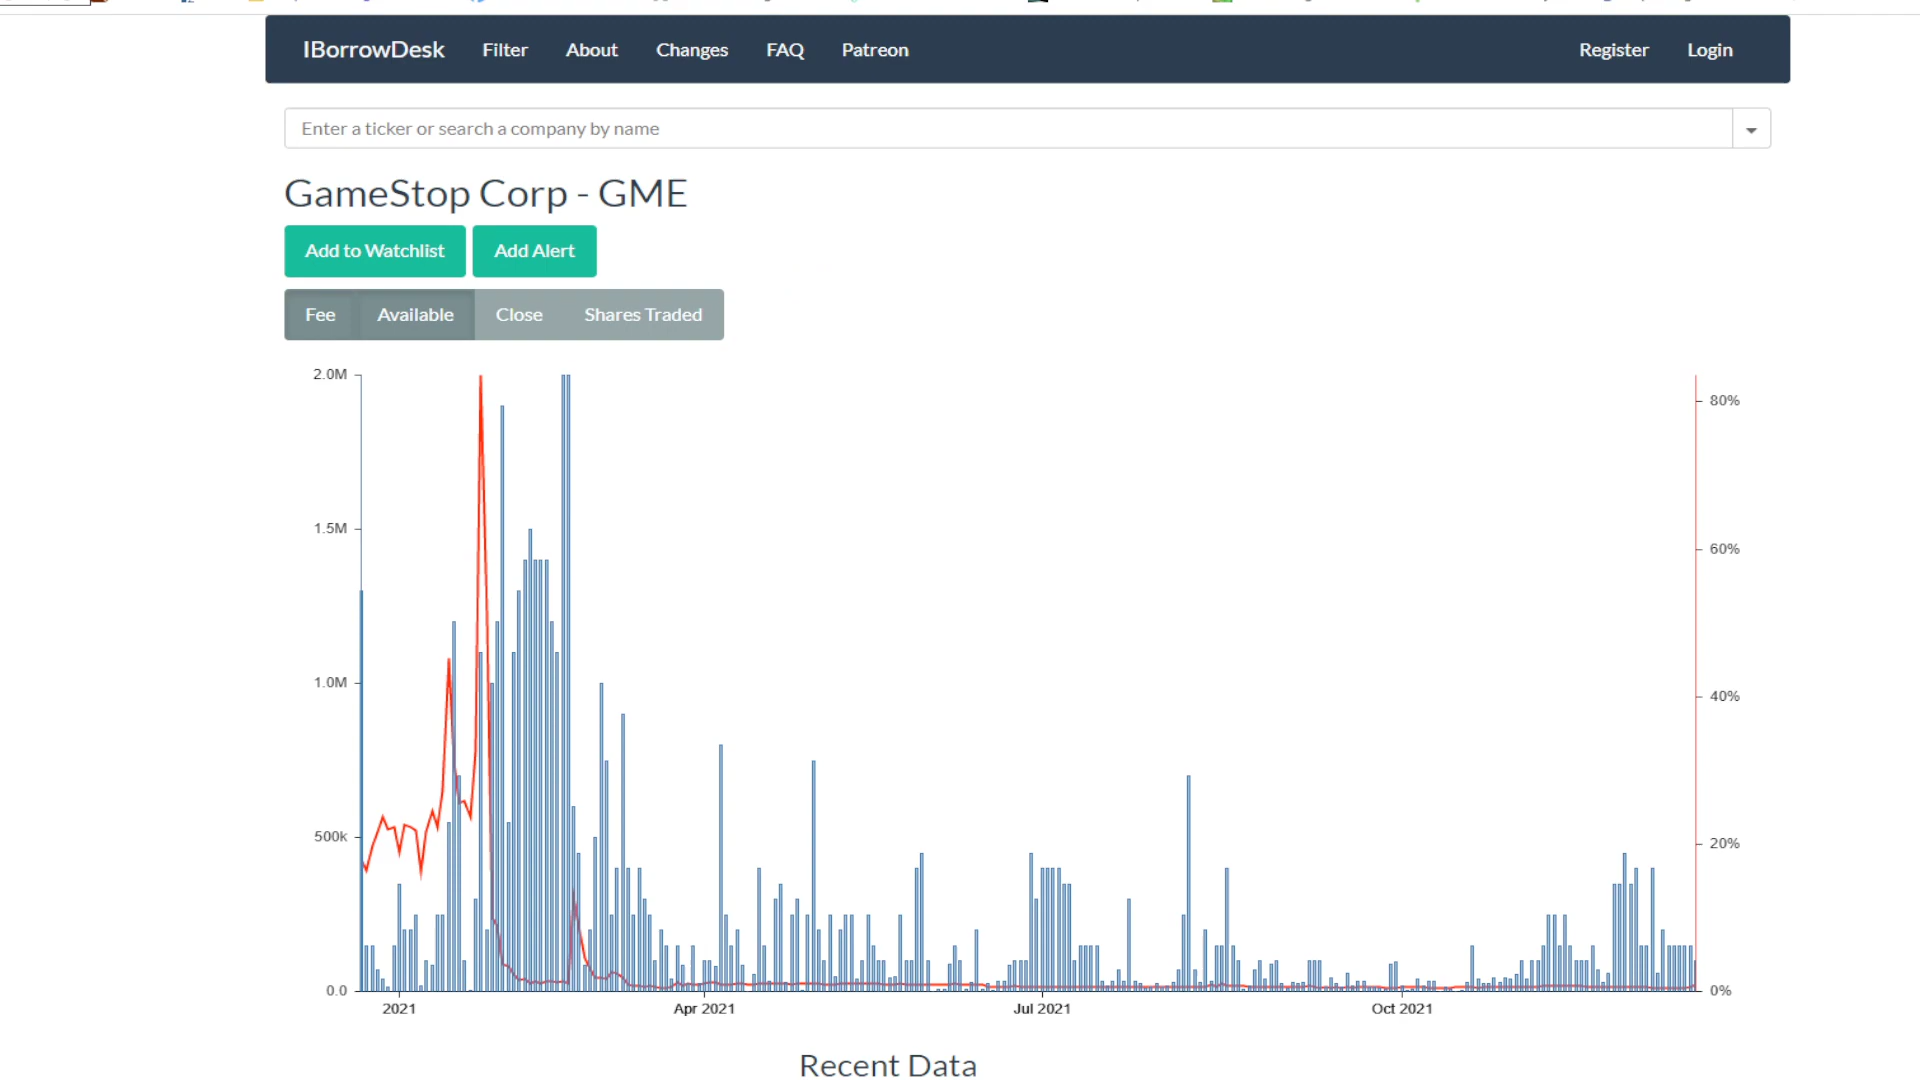 IBorrowDesk Filter About Changes FAQ Patreon Register Login
Enter a ticker or search a company by name
GameStop Corp - GME
Add to Watchlist Add Alert
Fee Available Close Shares Traded
2.0M
80%
1.5M
60%
1.0M
40%
500k
20%
0.0
0%
2021 Apr 2021 Jul 2021 Oct 2021
Recent Data